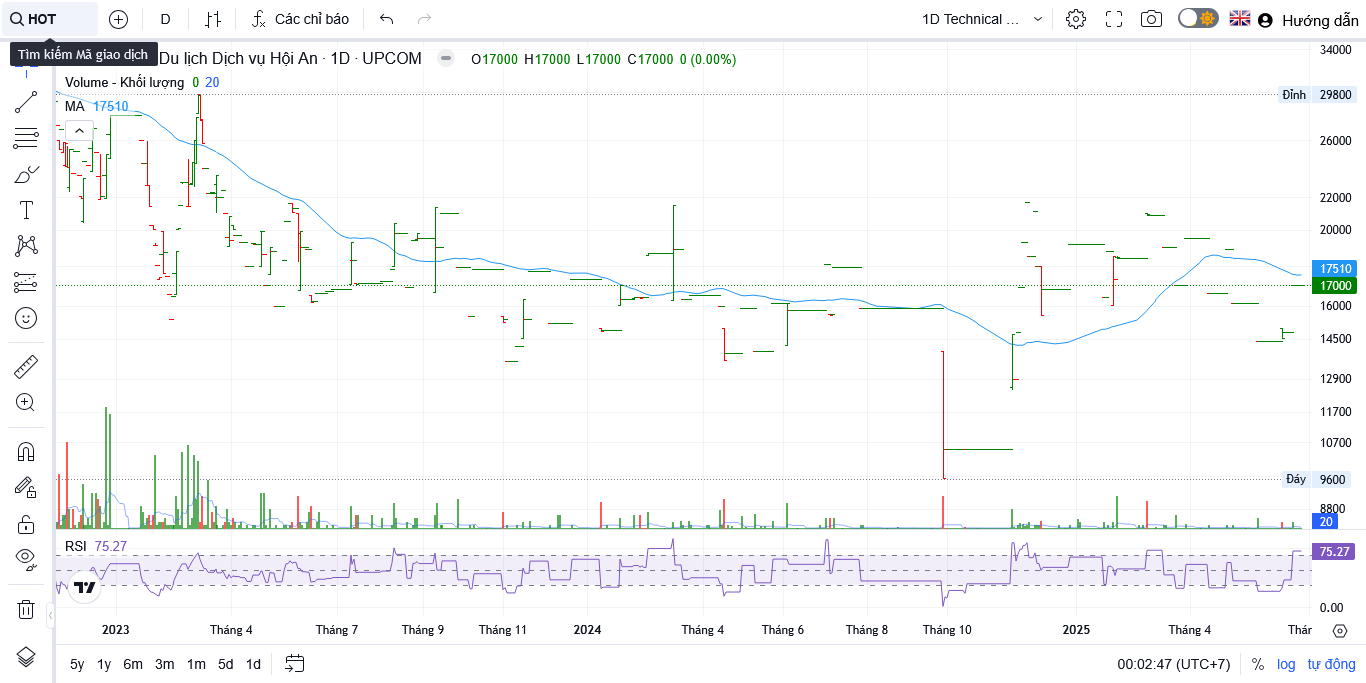 HOT
D
Các chỉ báo
1D Technical ...
Hướng dẫn
Tìm kiếm Mã giao dịch
Du lịch Dịch vụ Hội An · 1D · UPCOM
O17000 H17000 L17000 C17000 0 (0.00%)
Volume - Khối lượng 0 20
MA 17510
34000
Đỉnh 29800
26000
22000
20000
17510
17000
16000
14500
12900
11700
10700
Đáy 9600
8800
20
RSI 75.27
75.27
0.00
2023 Tháng 4 Tháng 7 Tháng 9 Tháng 11 2024 Tháng 4 Tháng 6 Tháng 8 Tháng 10 2025 Tháng 4 Thár
5y 1y 6m 3m 1m 5d 1d
00:02:47 (UTC+7) % log tự động